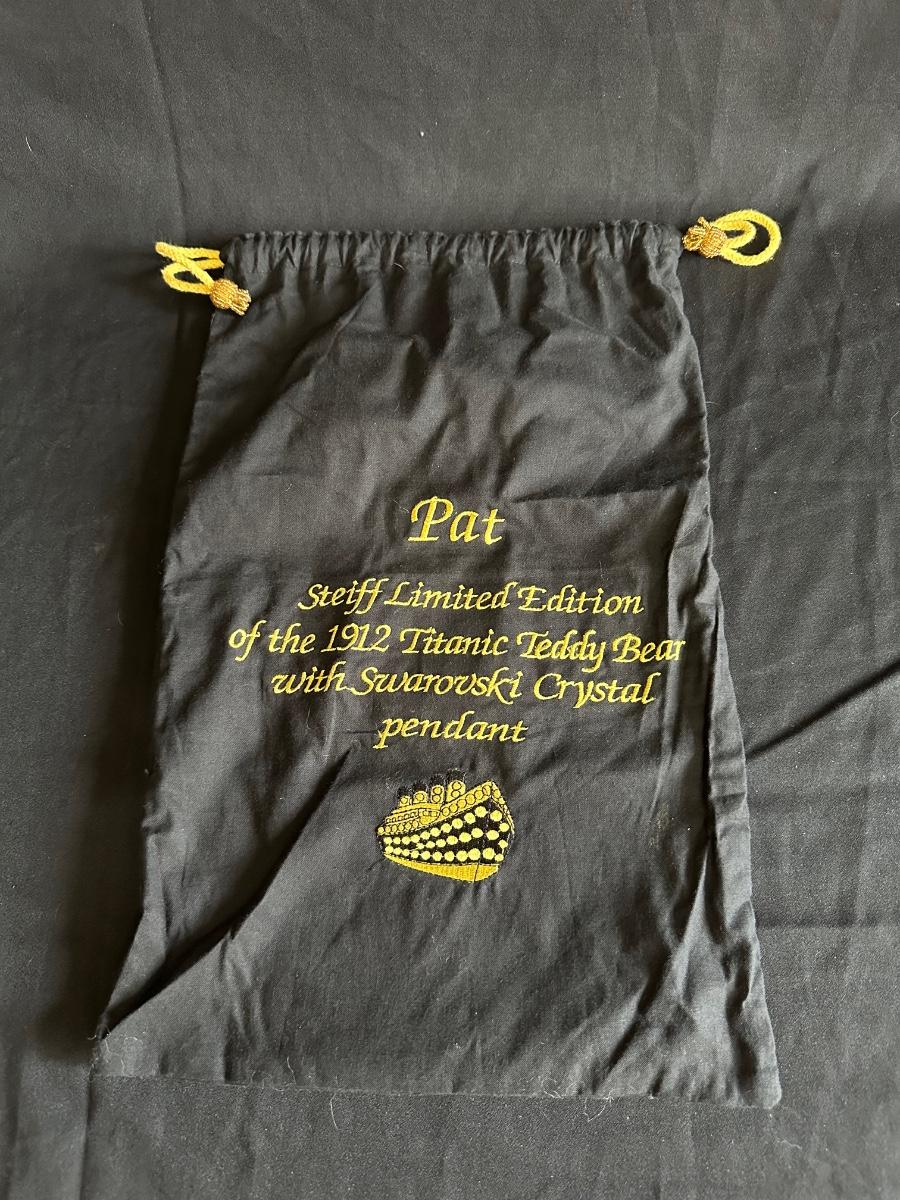 Pat
Steiff Limited Edition
of the 1912 Titanic Teddy Bear
with Swarovski Crystal
pendant